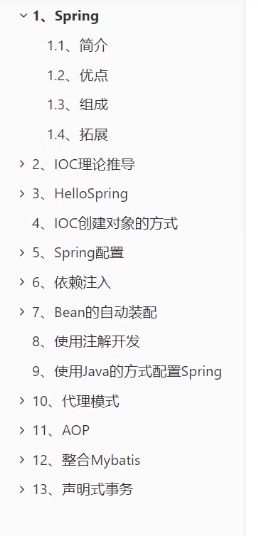 1、Spring
1.1、简介
1.2、优点
1.3、组成
1.4、拓展
2、IOC理论推导
3、HelloSpring
4、IOC创建对象的方式
5、Spring配置
6、依赖注入
7、Bean的自动装配
8、使用注解开发
9、使用Java的方式配置Spring
10、代理模式
11、AOP
12、整合Mybatis
13、声明式事务